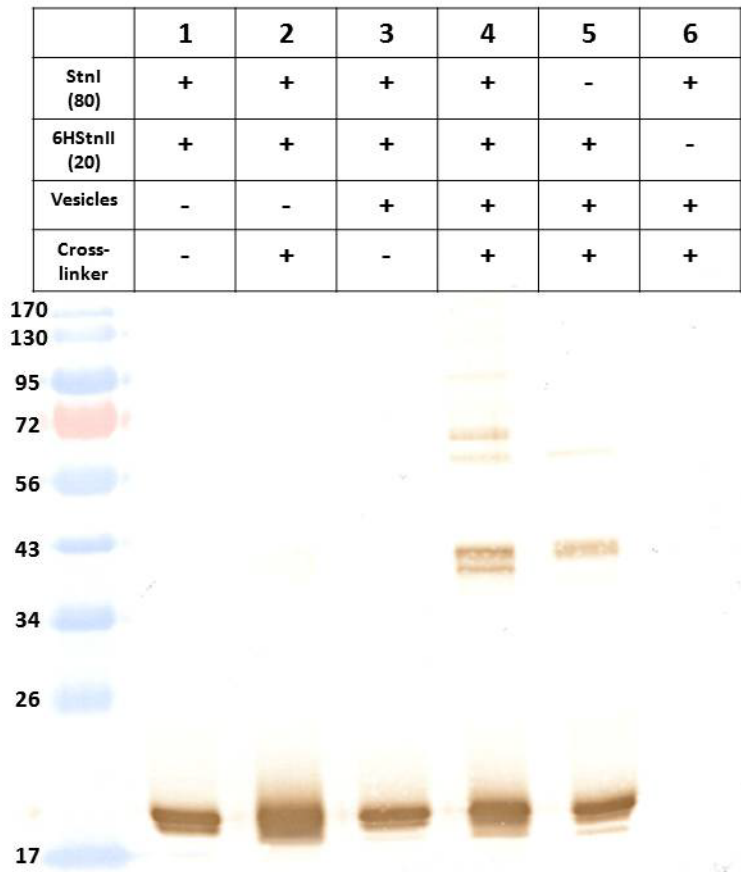 1 2 3 4 5 6
StnI + + + + - +
(80)
6HStnII + + + + + -
(20)
Vesicles - - + + + +
Cross- - + - + + +
linker
170
130
95
72
56
43
34
26
17